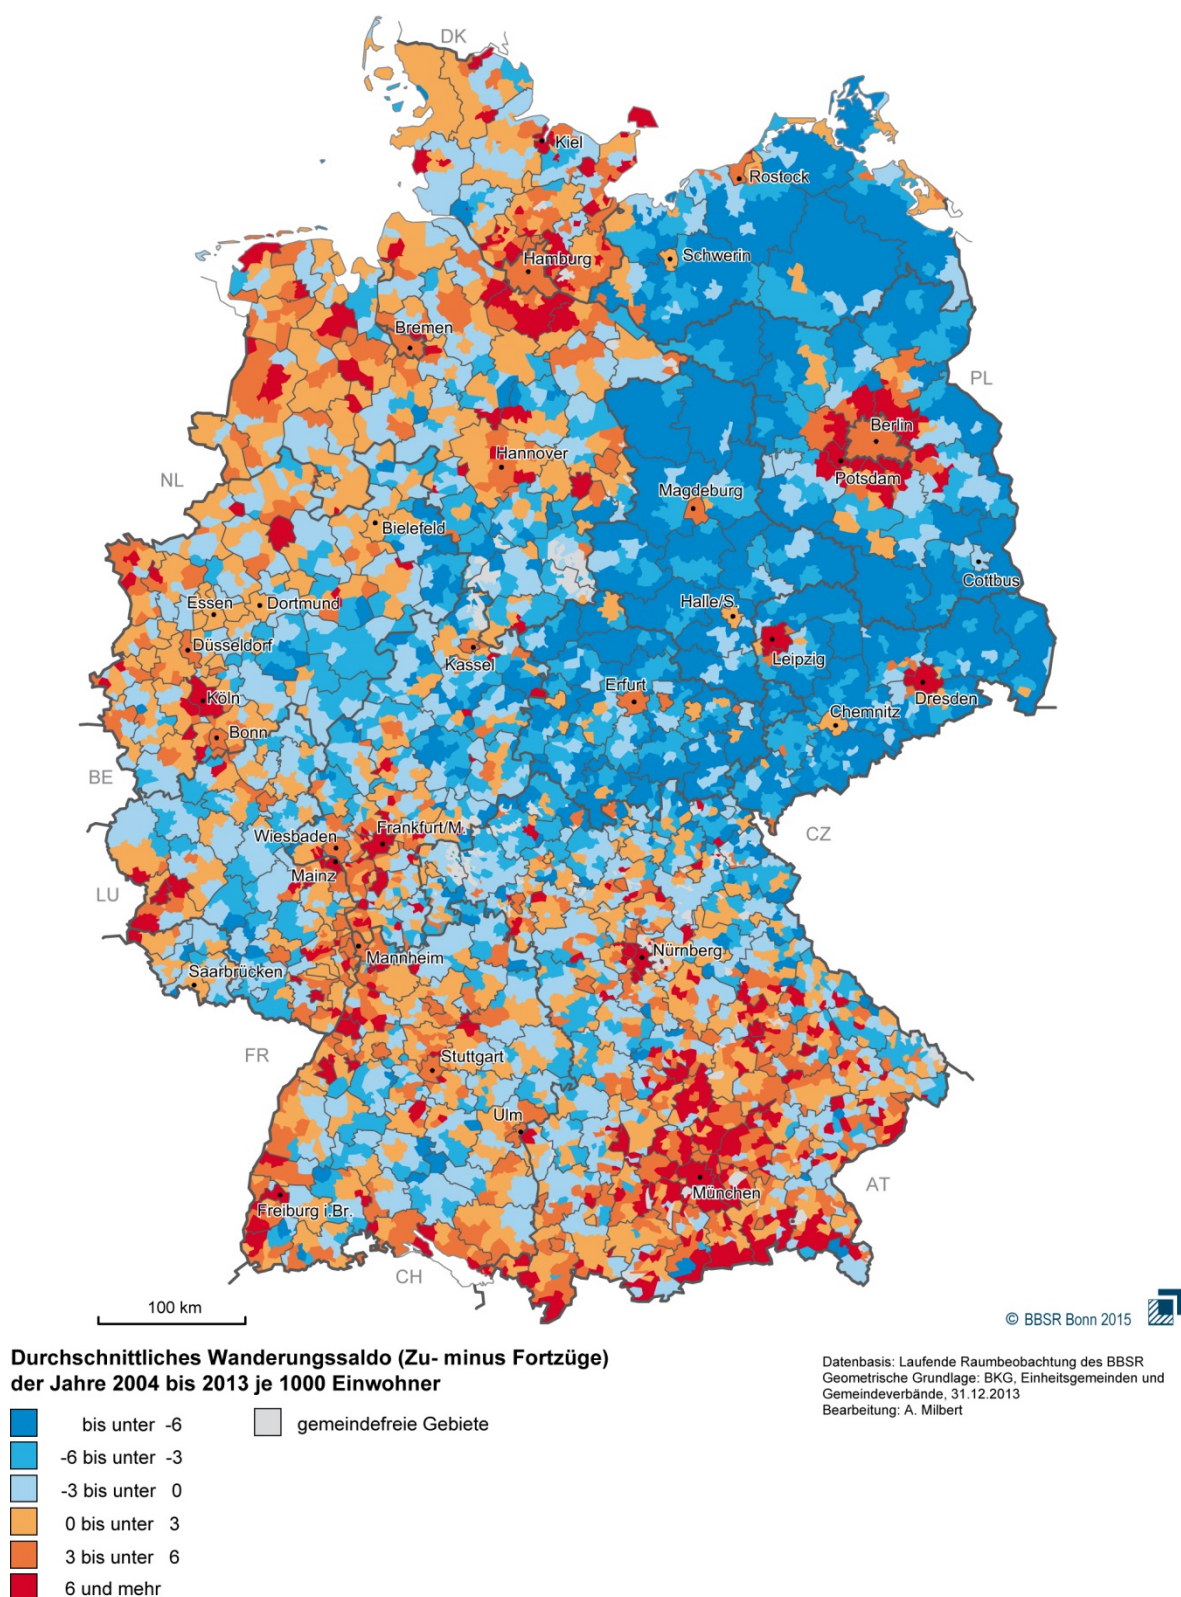 DK
Kiel
Rostock
Hamburg
Schwerin
Bremen
PL
Berlin
Hannover
NL
Potsdam
Magdeburg
Bielefeld
Cottbus
Essen
Dortmund
Halle/S.
Düsseldorf
Leipzig
Kassel
Erfurt
Köln
Dresden
Chemnitz
Bonn
BE
Wiesbaden
Frankfurt/M.
CZ
Mainz
LU
Nürnberg
Mannheim
Saarbrücken
FR
Stuttgart
Ulm
AT
München
Freiburg i.Br.
CH
100 km
© BBSR Bonn 2015
Durchschnittliches Wanderungssaldo (Zu- minus Fortzüge)
der Jahre 2004 bis 2013 je 1000 Einwohner
bis unter -6
-6 bis unter -3
-3 bis unter 0
0 bis unter 3
3 bis unter 6
6 und mehr
gemeindefreie Gebiete
Datenbasis: Laufende Raumbeobachtung des BBSR
Geometrische Grundlage: BKG, Einheitsgemeinden und
Gemeindeverbände, 31.12.2013
Bearbeitung: A. Milbert